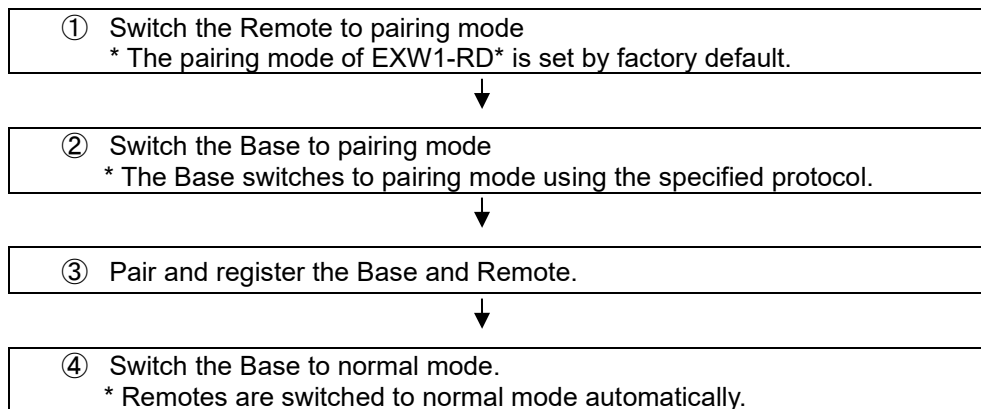 ① Switch the Remote to pairing mode
* The pairing mode of EXW1-RD* is set by factory default.
② Switch the Base to pairing mode
* The Base switches to pairing mode using the specified protocol.
③ Pair and register the Base and Remote.
④ Switch the Base to normal mode.
* Remotes are switched to normal mode automatically.